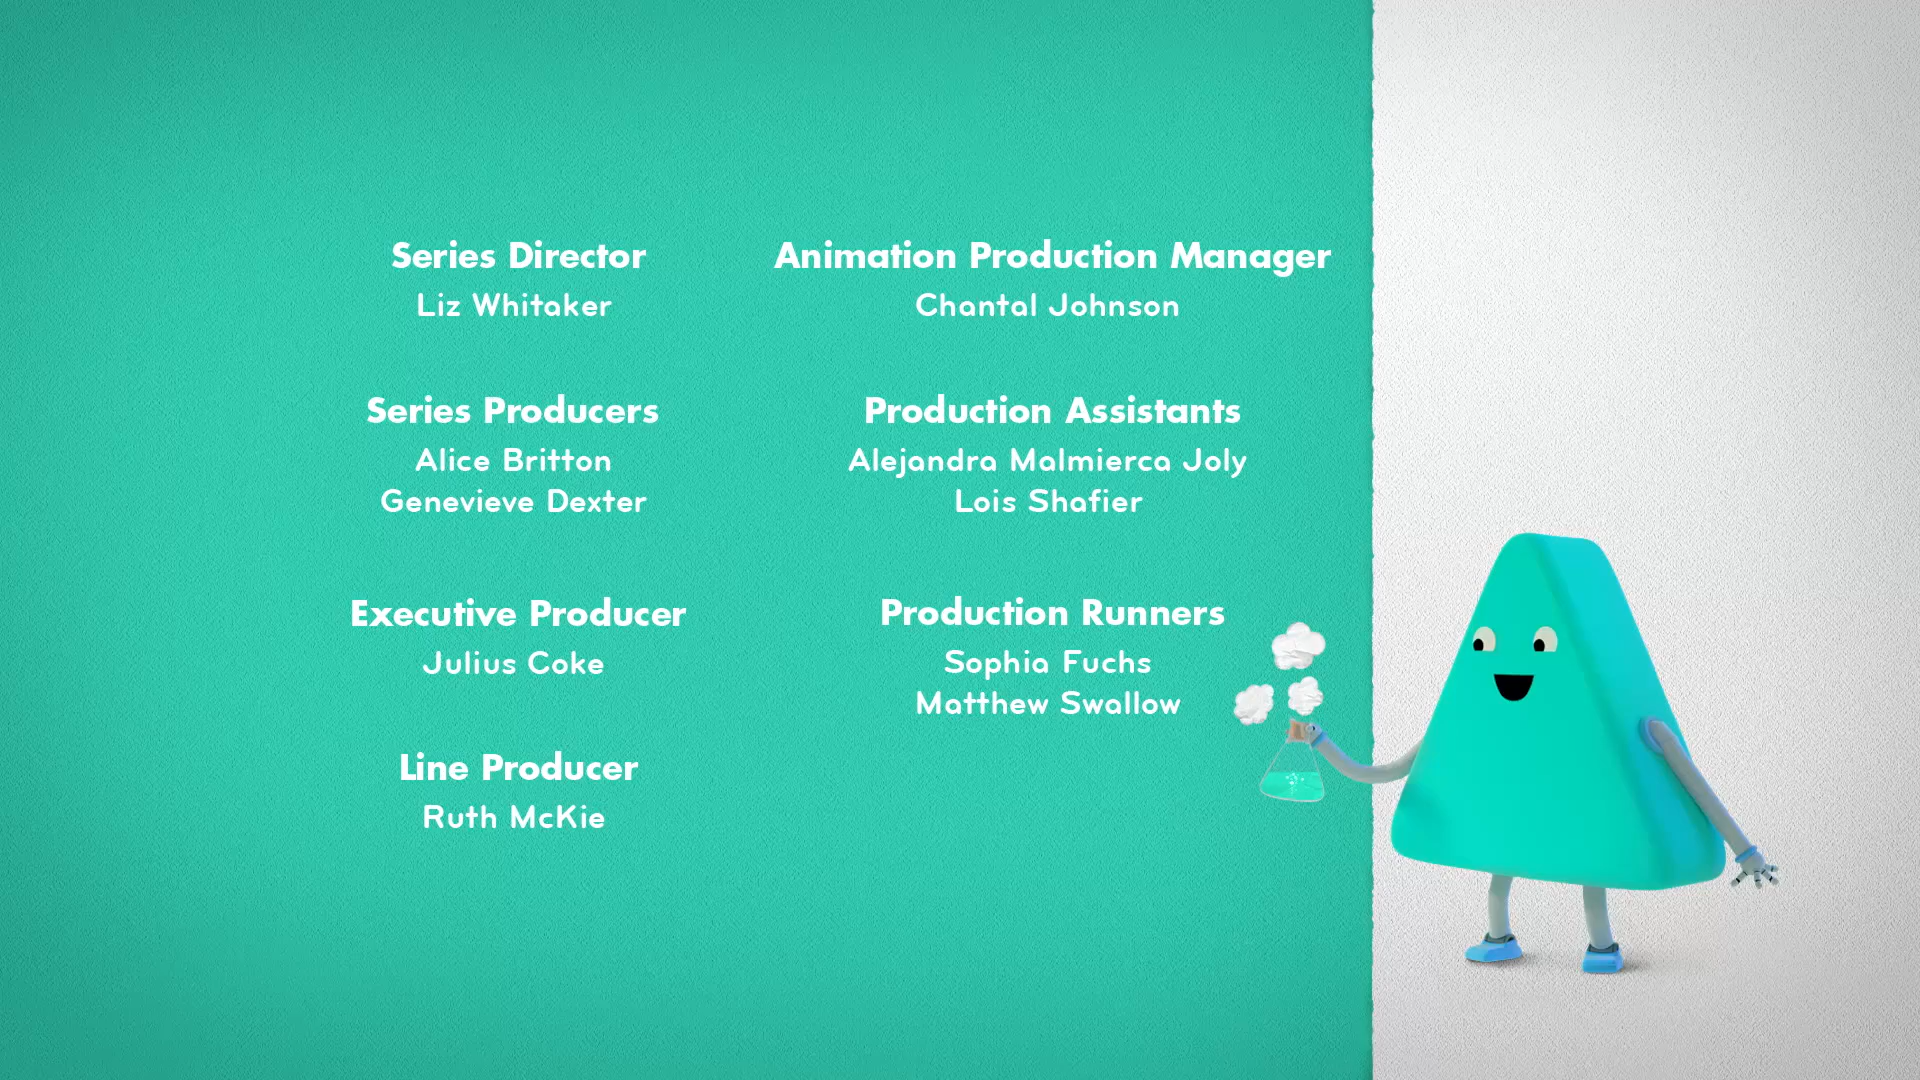 Series Director
Liz Whitaker
Series Producers
Alice Britton
Genevieve Dexter
Executive Producer
Julius Coke
Line Producer
Ruth McKie
Animation Production Manager
Chantal Johnson
Production Assistants
Alejandra Malmierca Joly
Lois Shafier
Production Runners
Sophia Fuchs
Matthew Swallow